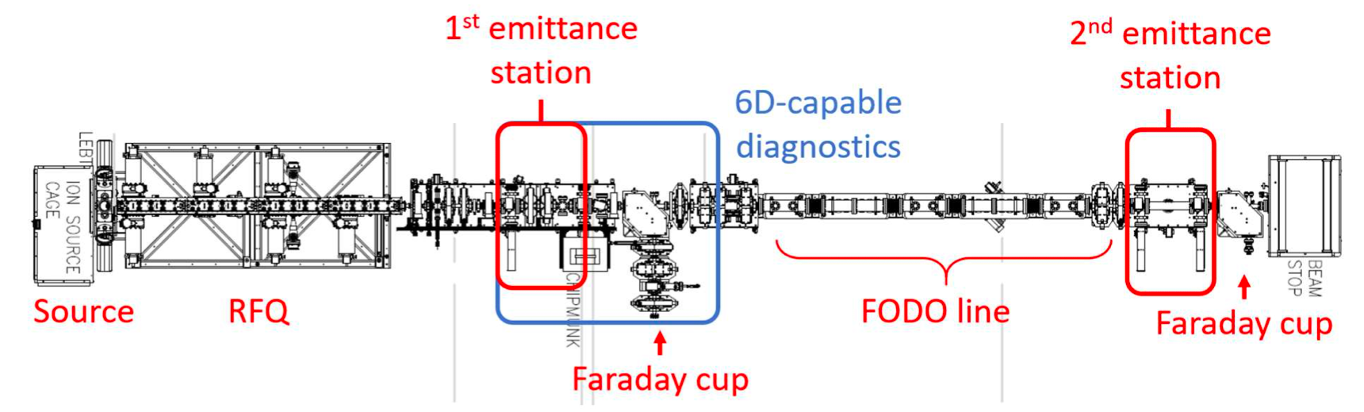 1st emittance
station
2nd emittance
station
6D-capable
diagnostics
LEBT
ION SOURCE
CAGE
CHIPMUNK
BEAM
STOP
Source
RFQ
FODO line
Faraday cup
Faraday cup